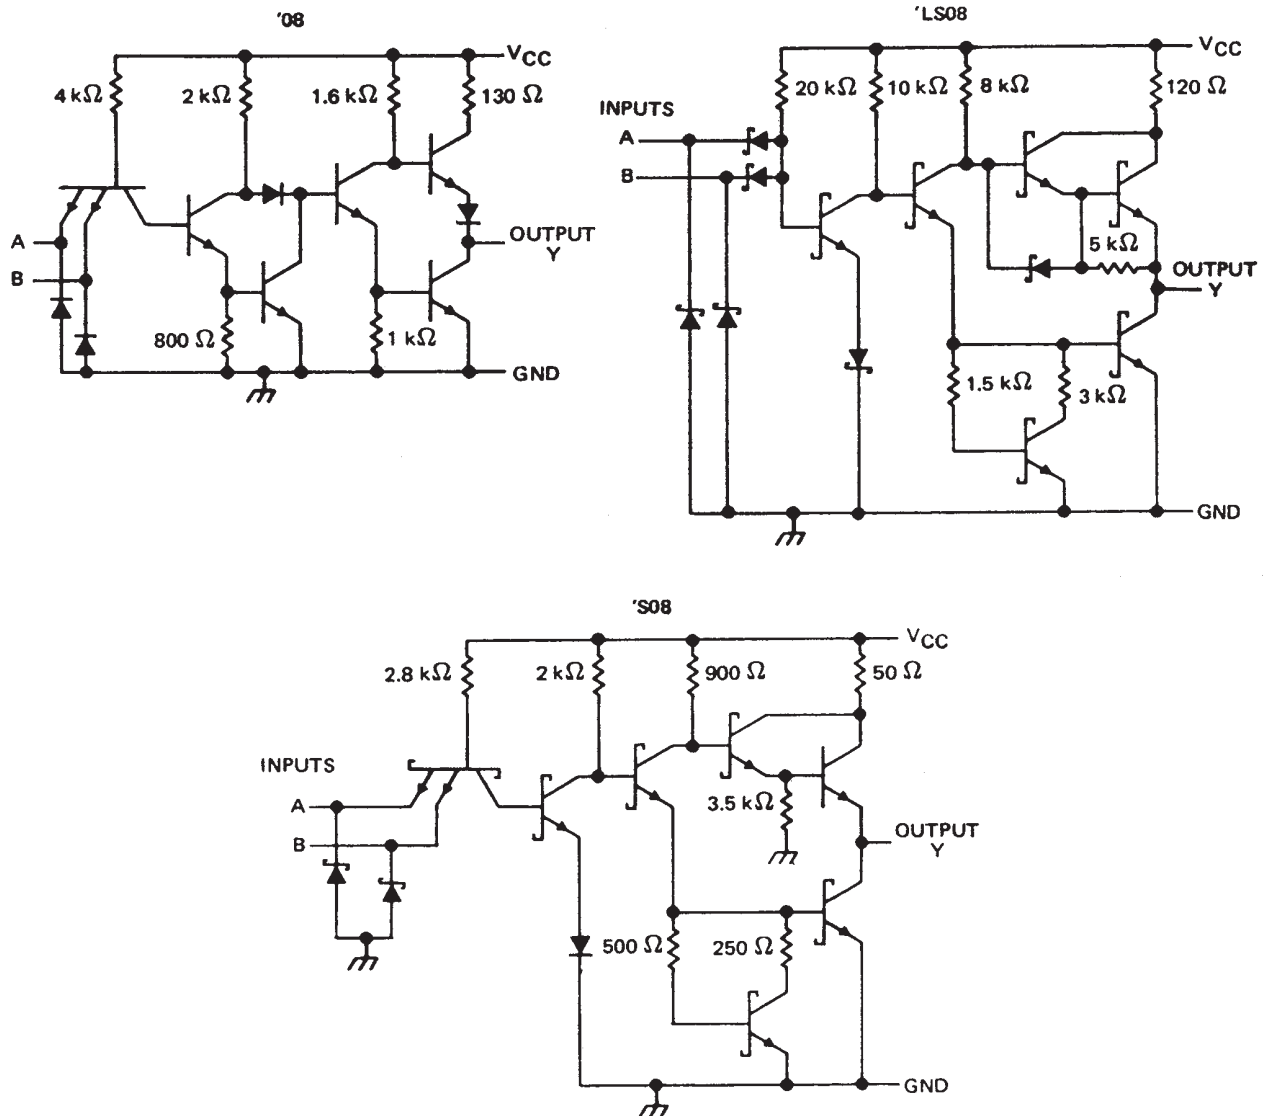 '08
VCC
4 kΩ
2 kΩ
1.6 kΩ
130 Ω
A
B
OUTPUT
Y
800 Ω
1 kΩ
GND
'LS08
VCC
20 kΩ
10 kΩ
8 kΩ
120 Ω
INPUTS
A
B
5 kΩ
OUTPUT
Y
1.5 kΩ
3 kΩ
GND
'S08
VCC
2.8 kΩ
2 kΩ
900 Ω
50 Ω
INPUTS
A
B
3.5 kΩ
OUTPUT
Y
500 Ω
250 Ω
GND